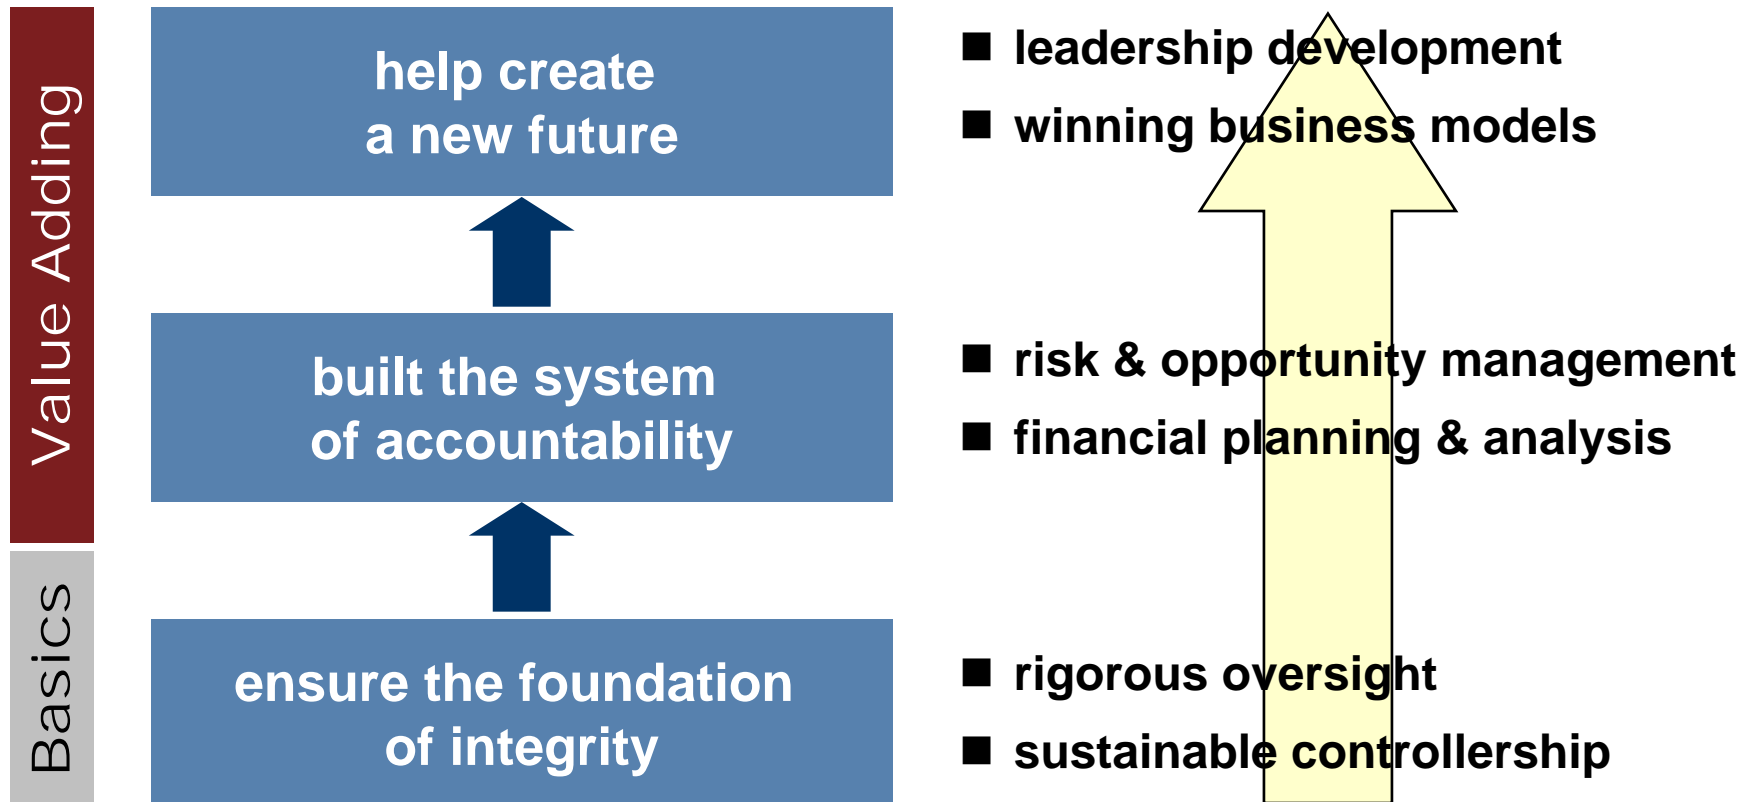 Value Adding
help create
a new future
■ leadership development
■ winning business models
built the system
of accountability
■ risk & opportunity management
■ financial planning & analysis
Basics
ensure the foundation
of integrity
■ rigorous oversight
■ sustainable controllership